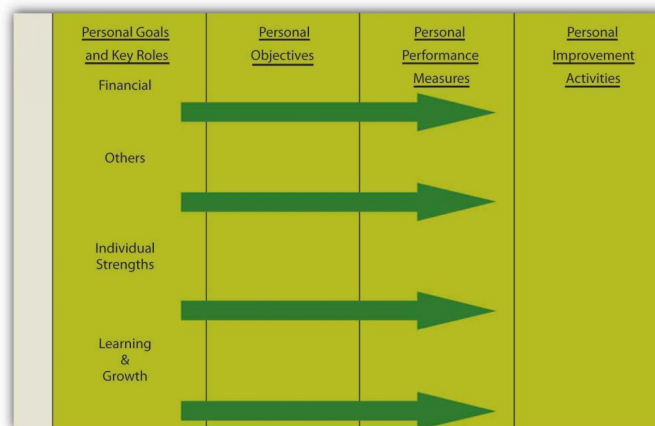 Personal Goals
and Key Roles
Personal
Objectives
Personal
Performance
Measures
Personal
Improvement
Activities
Financial
Others
Individual
Strengths
Learning
&
Growth